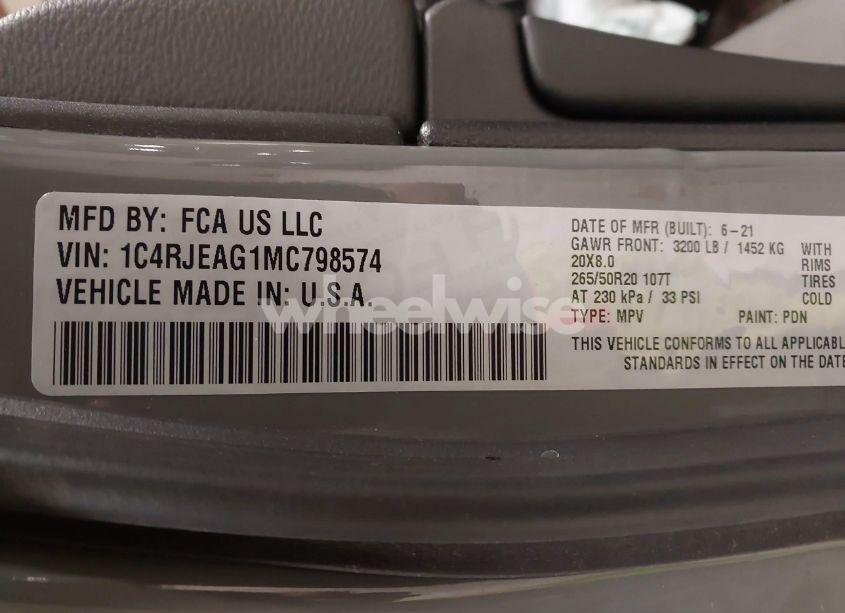 MFD BY: FCA US LLC
VIN: 1C4RJEAG1MC798574
VEHICLE MADE IN: U.S.A.
DATE OF MFR (BUILT): 6-21
GAWR FRONT: 3200 LB / 1452 KG WITH
20X8.0 RIMS
265/50R20 107T TIRES
AT 230 kPa / 33 PSI COLD
TYPE: MPV PAINT: PDN
THIS VEHICLE CONFORMS TO ALL APPLICABLE
STANDARDS IN EFFECT ON THE DATE
wheelwise